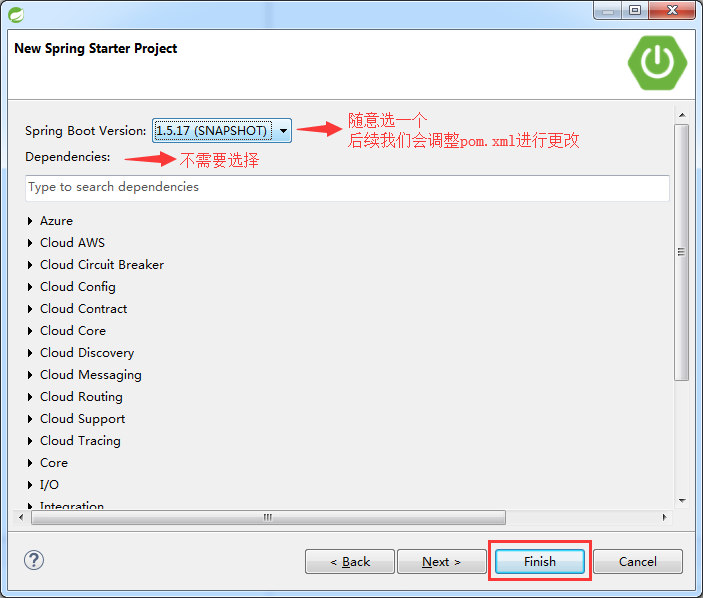 New Spring Starter Project
Spring Boot Version: 1.5.17 (SNAPSHOT)
随意选一个
后续我们会调整pom.xml进行更改
Dependencies:
不需要选择
Type to search dependencies
Azure
Cloud AWS
Cloud Circuit Breaker
Cloud Config
Cloud Contract
Cloud Core
Cloud Discovery
Cloud Messaging
Cloud Routing
Cloud Support
Cloud Tracing
Core
I/O
Integration
?
< Back
Next >
Finish
Cancel